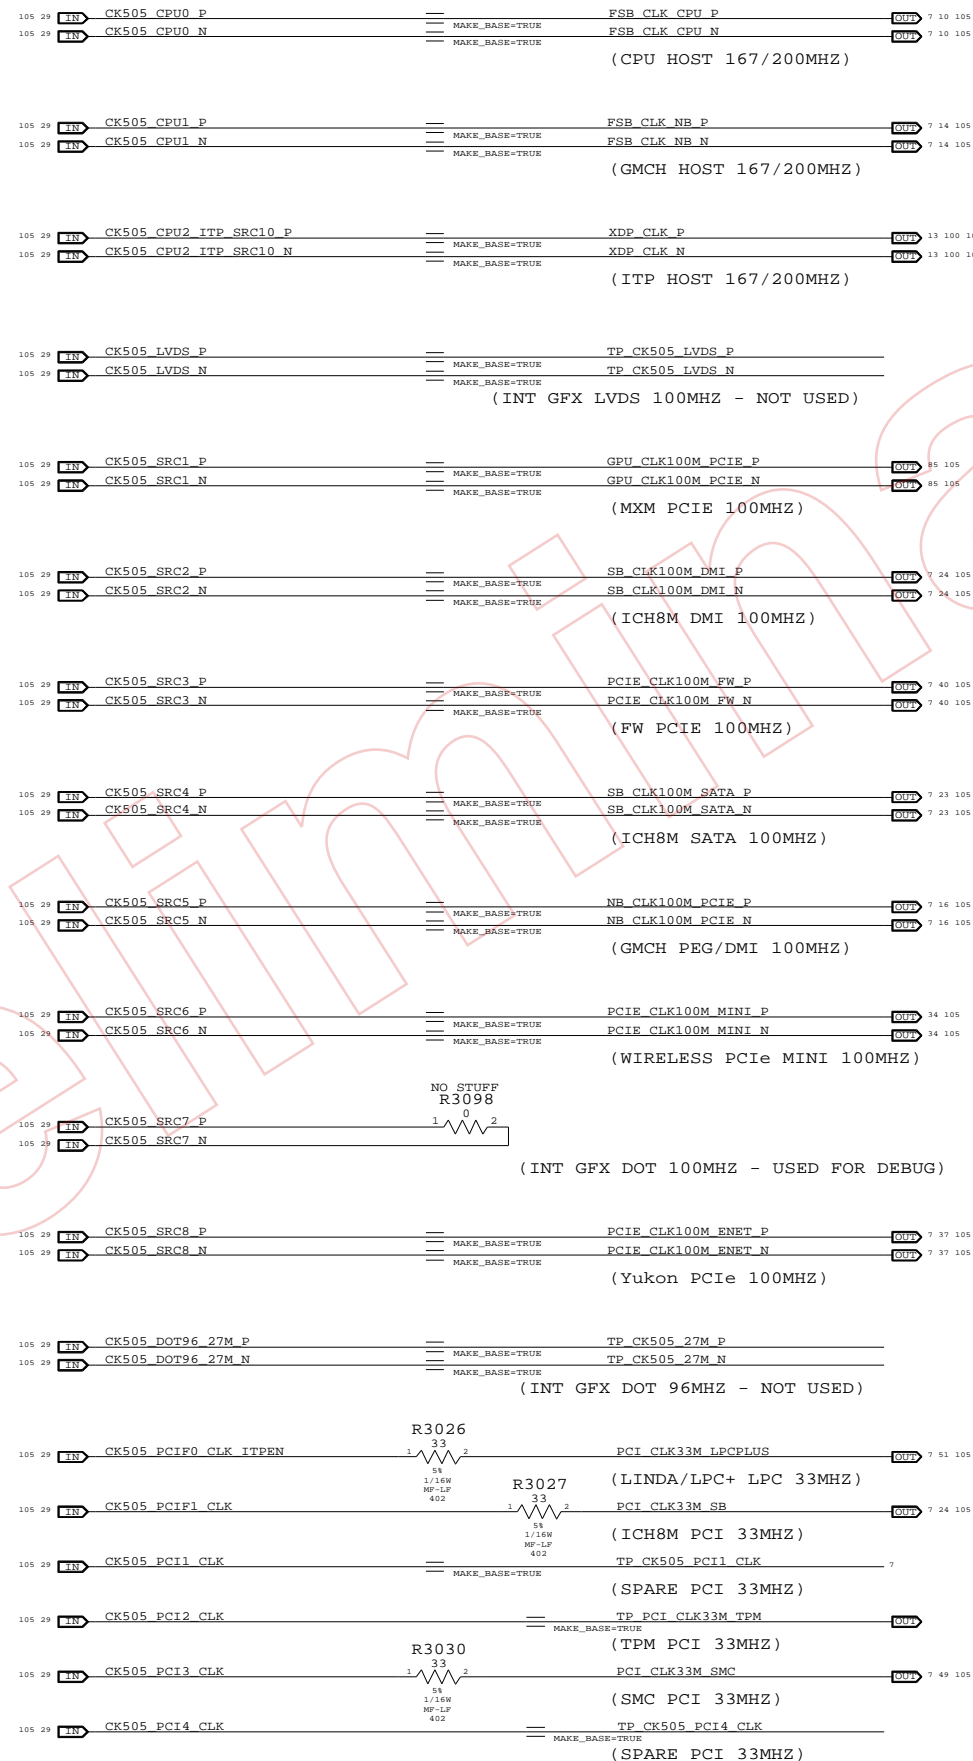 105 29 IN CK505_CPU0_P MAKE_BASE=TRUE FSB_CLK_CPU_P OUT 7 10 105
105 29 IN CK505_CPU0_N MAKE_BASE=TRUE FSB_CLK_CPU_N OUT 7 10 105
(CPU HOST 167/200MHZ)
105 29 IN CK505_CPU1_P MAKE_BASE=TRUE FSB_CLK_NB_P OUT 7 14 105
105 29 IN CK505_CPU1_N MAKE_BASE=TRUE FSB_CLK_NB_N OUT 7 14 105
(GMCH HOST 167/200MHZ)
105 29 IN CK505_CPU2_ITP_SRC10_P MAKE_BASE=TRUE XDP_CLK_P OUT 13 100
105 29 IN CK505_CPU2_ITP_SRC10_N MAKE_BASE=TRUE XDP_CLK_N OUT 13 100
(ITP HOST 167/200MHZ)
105 29 IN CK505_LVDS_P MAKE_BASE=TRUE TP_CK505_LVDS_P
105 29 IN CK505_LVDS_N MAKE_BASE=TRUE TP_CK505_LVDS_N
(INT GFX LVDS 100MHZ - NOT USED)
105 29 IN CK505_SRC1_P MAKE_BASE=TRUE GPU_CLK100M_PCIE_P OUT 85 105
105 29 IN CK505_SRC1_N MAKE_BASE=TRUE GPU_CLK100M_PCIE_N OUT 85 105
(MXM PCIE 100MHZ)
105 29 IN CK505_SRC2_P MAKE_BASE=TRUE SB_CLK100M_DMI_P OUT 7 24 105
105 29 IN CK505_SRC2_N MAKE_BASE=TRUE SB_CLK100M_DMI_N OUT 7 24 105
(ICH8M DMI 100MHZ)
105 29 IN CK505_SRC3_P MAKE_BASE=TRUE PCIE_CLK100M_FW_P OUT 7 40 105
105 29 IN CK505_SRC3_N MAKE_BASE=TRUE PCIE_CLK100M_FW_N OUT 7 40 105
(FW PCIE 100MHZ)
105 29 IN CK505_SRC4_P MAKE_BASE=TRUE SB_CLK100M_SATA_P OUT 7 23 105
105 29 IN CK505_SRC4_N MAKE_BASE=TRUE SB_CLK100M_SATA_N OUT 7 23 105
(ICH8M SATA 100MHZ)
105 29 IN CK505_SRC5_P MAKE_BASE=TRUE NB_CLK100M_PCIE_P OUT 7 16 105
105 29 IN CK505_SRC5_N MAKE_BASE=TRUE NB_CLK100M_PCIE_N OUT 7 16 105
(GMCH PEG/DMI 100MHZ)
105 29 IN CK505_SRC6_P MAKE_BASE=TRUE PCIE_CLK100M_MINI_P OUT 34 105
105 29 IN CK505_SRC6_N MAKE_BASE=TRUE PCIE_CLK100M_MINI_N OUT 34 105
(WIRELESS PCIe MINI 100MHZ)
NO STUFF
R3098
0
105 29 IN CK505_SRC7_P 1 2
105 29 IN CK505_SRC7_N
(INT GFX DOT 100MHZ - USED FOR DEBUG)
105 29 IN CK505_SRC8_P MAKE_BASE=TRUE PCIE_CLK100M_ENET_P OUT 7 37 105
105 29 IN CK505_SRC8_N MAKE_BASE=TRUE PCIE_CLK100M_ENET_N OUT 7 37 105
(Yukon PCIe 100MHZ)
105 29 IN CK505_DOT96_27M_P MAKE_BASE=TRUE TP_CK505_27M_P
105 29 IN CK505_DOT96_27M_N MAKE_BASE=TRUE TP_CK505_27M_N
(INT GFX DOT 96MHZ - NOT USED)
R3026
33
105 29 IN CK505_PCIF0_CLK_ITPEN 1 2 PCI_CLK33M_LPCPLUS OUT 7 51 105
5%
1/16W
MF-LF
402
(LINDA/LPC+ LPC 33MHZ)
R3027
33
105 29 IN CK505_PCIF1_CLK 1 2 PCI_CLK33M_SB OUT 7 24 105
5%
1/16W
MF-LF
402
(ICH8M PCI 33MHZ)
105 29 IN CK505_PCI1_CLK MAKE_BASE=TRUE TP_CK505_PCI1_CLK 7
(SPARE PCI 33MHZ)
105 29 IN CK505_PCI2_CLK MAKE_BASE=TRUE TP_PCI_CLK33M_TPM OUT
(TPM PCI 33MHZ)
R3030
33
105 29 IN CK505_PCI3_CLK 1 2 PCI_CLK33M_SMC OUT 7 49 105
5%
1/16W
MF-LF
402
(SMC PCI 33MHZ)
105 29 IN CK505_PCI4_CLK MAKE_BASE=TRUE TP_CK505_PCI4_CLK
(SPARE PCI 33MHZ)